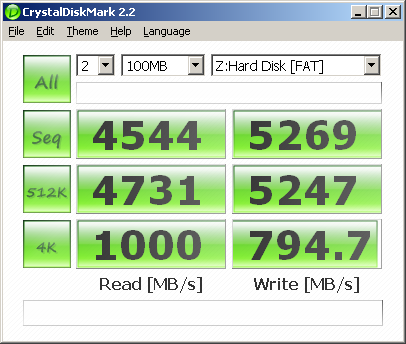 CrystalDiskMark 2.2
File Edit Theme Help Language
All 2 100MB Z:Hard Disk [FAT]
Seq 4544 5269
512K 4731 5247
4K 1000 794.7
Read [MB/s] Write [MB/s]